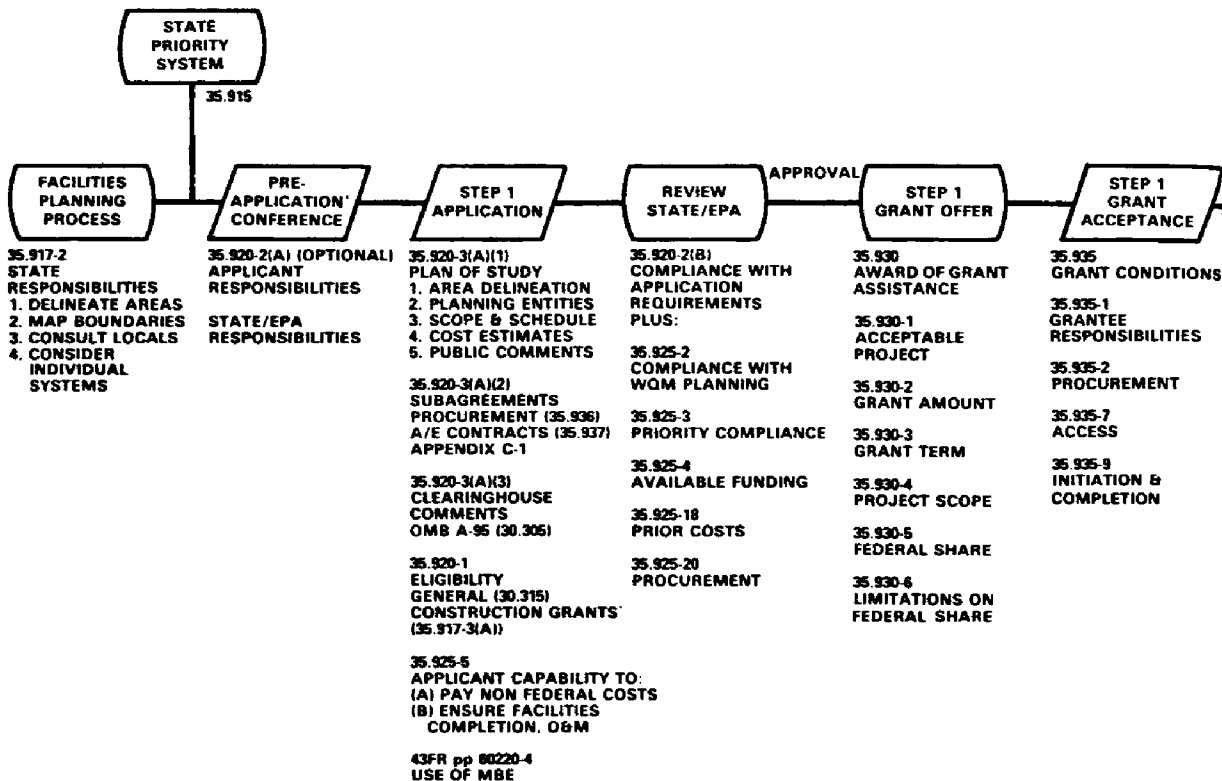 STATE
PRIORITY
SYSTEM
35.915
FACILITIES
PLANNING
PROCESS
PRE-
APPLICATION'
CONFERENCE
STEP 1
APPLICATION
REVIEW
STATE/EPA
APPROVAL
STEP 1
GRANT OFFER
STEP 1
GRANT
ACCEPTANCE
35.917-2
STATE
RESPONSIBILITIES
1. DELINEATE AREAS
2. MAP BOUNDARIES
3. CONSULT LOCALS
4. CONSIDER
INDIVIDUAL
SYSTEMS
35.920-2(A) (OPTIONAL)
APPLICANT
RESPONSIBILITIES
STATE/EPA
RESPONSIBILITIES
35.920-3(A)(1)
PLAN OF STUDY
1. AREA DELINEATION
2. PLANNING ENTITIES
3. SCOPE & SCHEDULE
4. COST ESTIMATES
5. PUBLIC COMMENTS
35.920-3(A)(2)
SUBAGREEMENTS
PROCUREMENT (35.936)
A/E CONTRACTS (35.937)
APPENDIX C-1
35.920-3(A)(3)
CLEARINGHOUSE
COMMENTS
OMB A-95 (30.305)
35.920-1
ELIGIBILITY
GENERAL (30.315)
CONSTRUCTION GRANTS
(35.917-3(A))
35.925-5
APPLICANT CAPABILITY TO:
(A) PAY NON FEDERAL COSTS
(B) ENSURE FACILITIES
COMPLETION, O&M
43FR pp 60220-4
USE OF MBE
35.920-2(B)
COMPLIANCE WITH
APPLICATION
REQUIREMENTS
PLUS:
35.925-2
COMPLIANCE WITH
WQM PLANNING
35.925-3
PRIORITY COMPLIANCE
35.925-4
AVAILABLE FUNDING
35.925-18
PRIOR COSTS
35.925-20
PROCUREMENT
35.930
AWARD OF GRANT
ASSISTANCE
35.930-1
ACCEPTABLE
PROJECT
35.930-2
GRANT AMOUNT
35.930-3
GRANT TERM
35.930-4
PROJECT SCOPE
35.930-5
FEDERAL SHARE
35.930-6
LIMITATIONS ON
FEDERAL SHARE
35.935
GRANT CONDITIONS
35.935-1
GRANTEE
RESPONSIBILITIES
35.935-2
PROCUREMENT
35.935-7
ACCESS
35.935-9
INITIATION &
COMPLETION